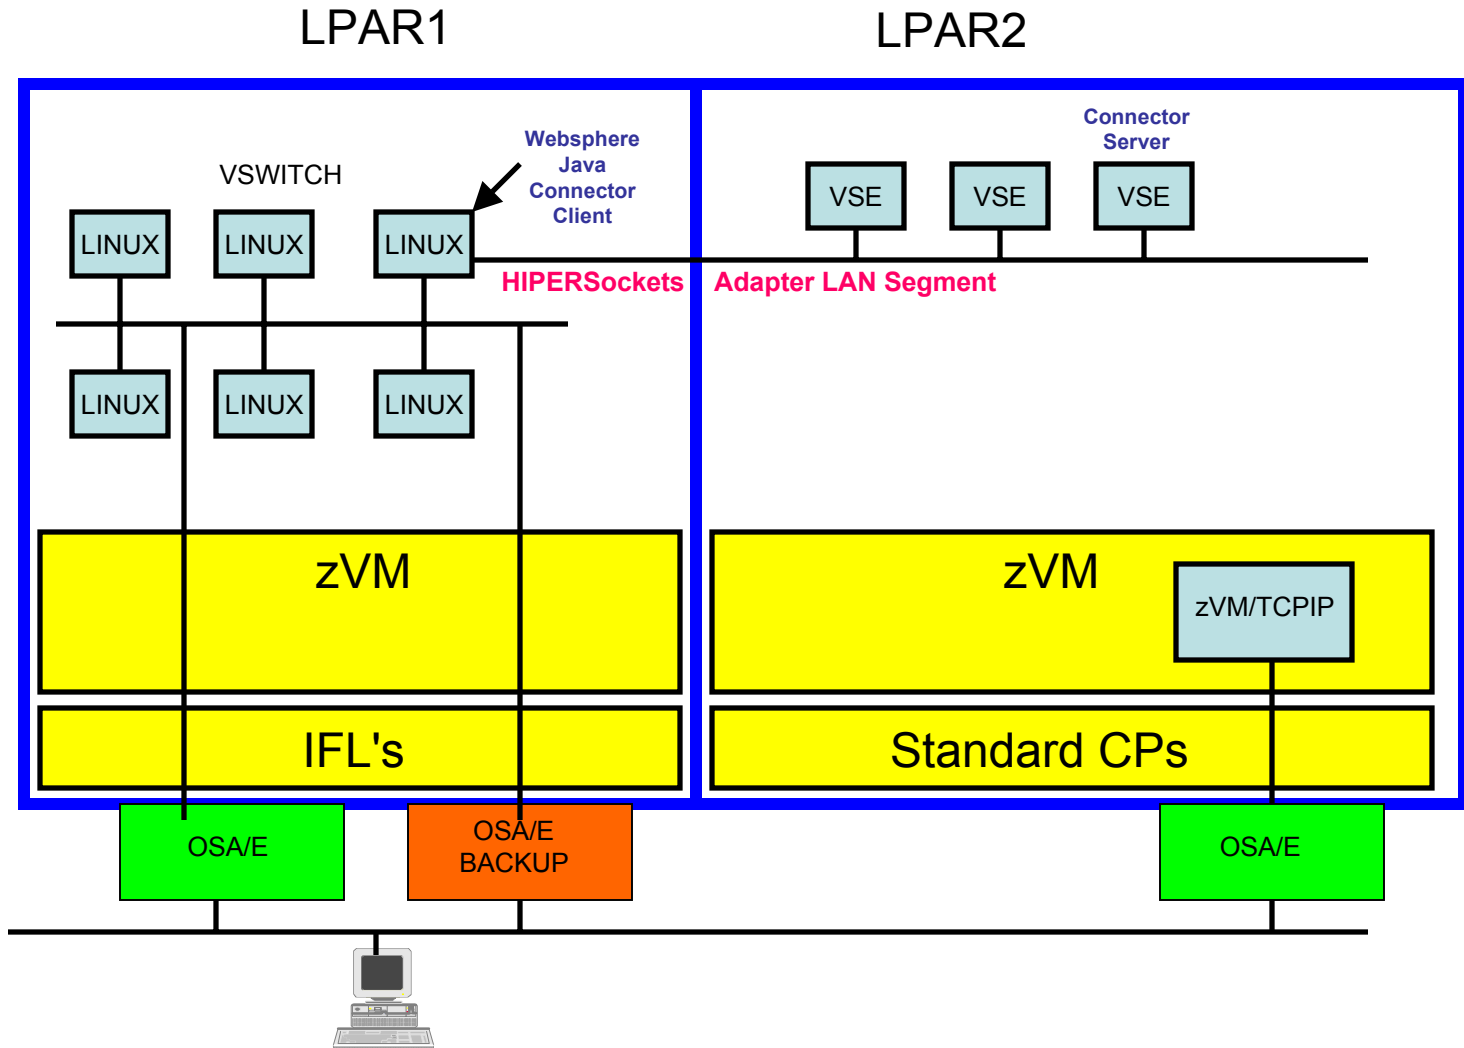 LPAR1
LPAR2
Websphere
Java
Connector
Client
Connector
Server
VSWITCH
VSE
VSE
VSE
LINUX
LINUX
LINUX
HIPERSockets
Adapter LAN Segment
LINUX
LINUX
LINUX
zVM
zVM
zVM/TCPIP
IFL's
Standard CPs
OSA/E
OSA/E
BACKUP
OSA/E